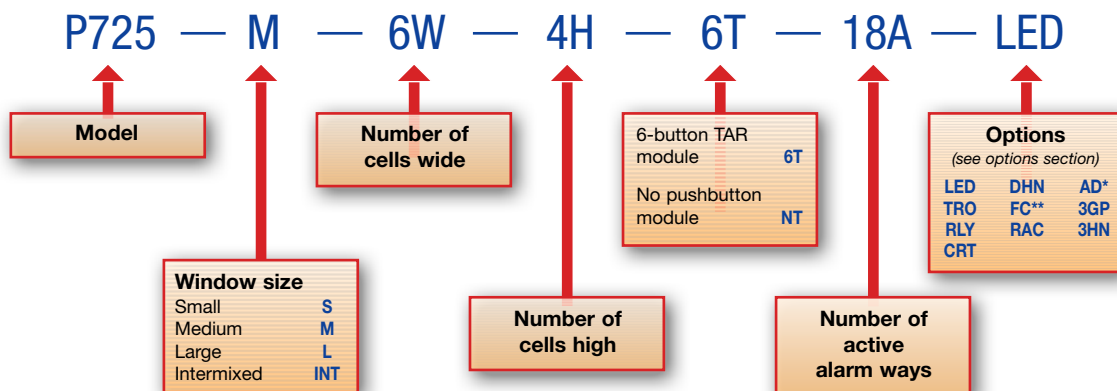 P725 — M — 6W — 4H — 6T — 18A — LED
Model
Number of
cells wide
6-button TAR
module 6T
No pushbutton
module NT
Options
(see options section)
LED DHN AD*
TRO FC** 3GP
RLY RAC 3HN
CRT
Window size
Small S
Medium M
Large L
Intermixed INT
Number of
cells high
Number of
active
alarm ways